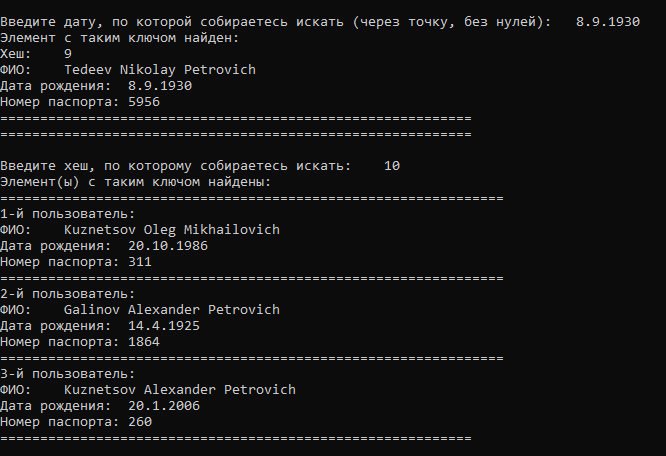 Введите дату, по которой собираетесь искать (через точку, без нулей):   8.9.1930
Элемент с таким ключом найден:
Хеш:    9
ФИО:    Tedeev Nikolay Petrovich
Дата рождения:  8.9.1930
Номер паспорта: 5956
===========================================================
===========================================================
Введите хеш, по которому собираетесь искать:    10
Элемент(ы) с таким ключом найдены:
===============================================================
1-й пользователь:
ФИО:    Kuznetsov Oleg Mikhailovich
Дата рождения:  20.10.1986
Номер паспорта: 311
===============================================================
2-й пользователь:
ФИО:    Galinov Alexander Petrovich
Дата рождения:  14.4.1925
Номер паспорта: 1864
===============================================================
3-й пользователь:
ФИО:    Kuznetsov Alexander Petrovich
Дата рождения:  20.1.2006
Номер паспорта: 260
===========================================================